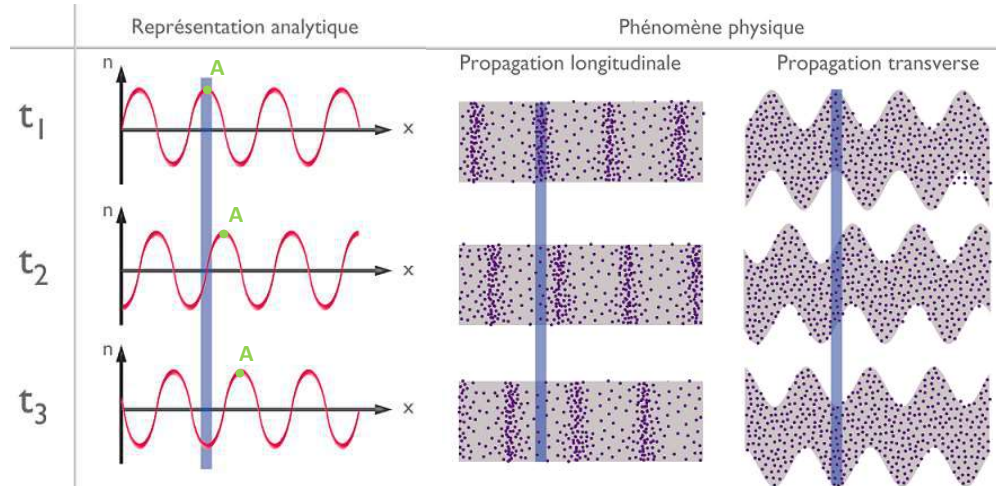 Représentation analytique
Phénomène physique
Propagation longitudinale
Propagation transverse
t1
n
A
x
t2
n
A
x
t3
n
A
x